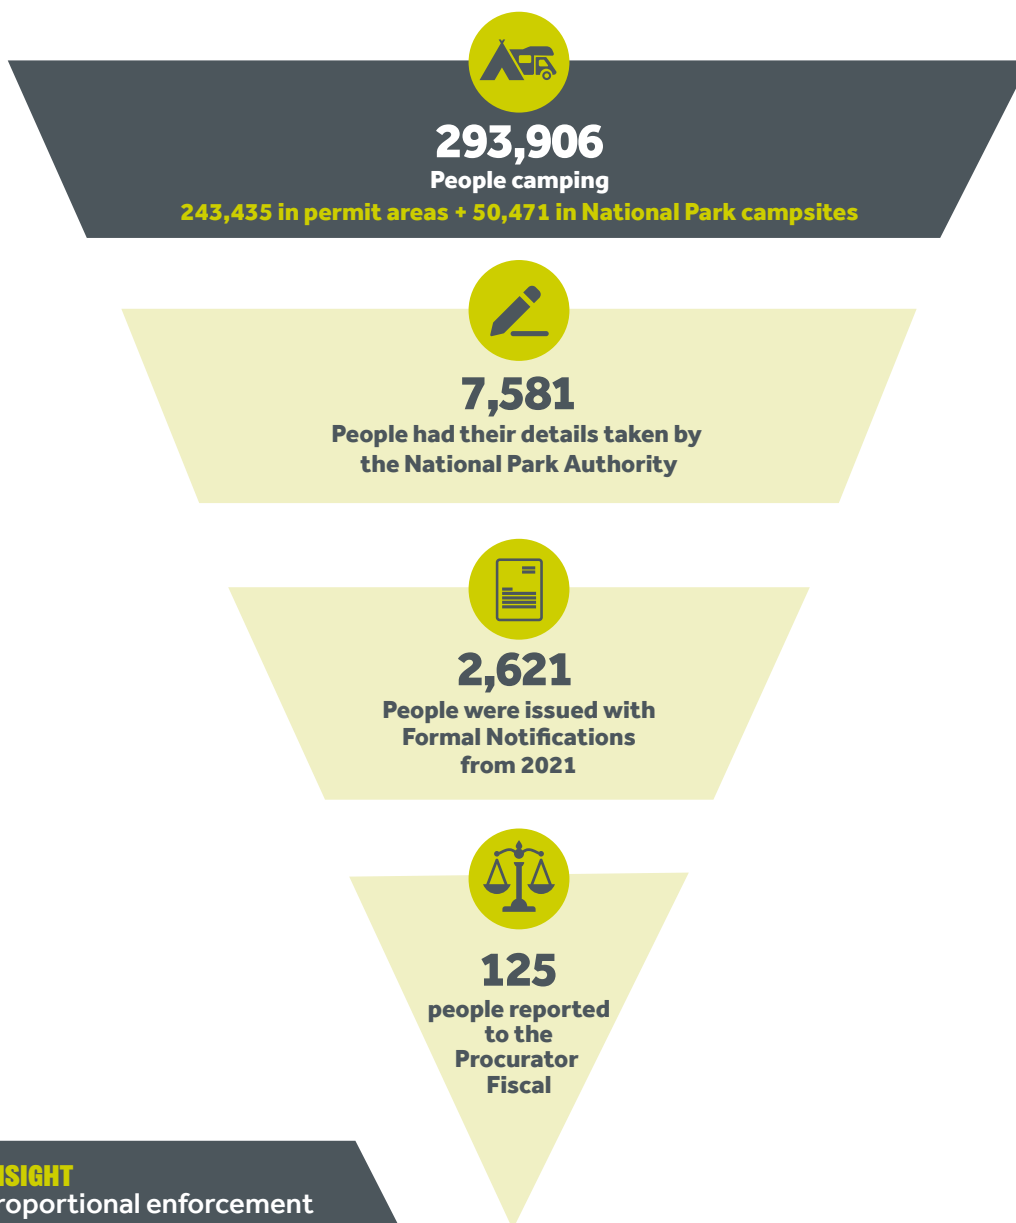 293,906
People camping
243,435 in permit areas + 50,471 in National Park campsites
7,581
People had their details taken by
the National Park Authority
2,621
People were issued with
Formal Notifications
from 2021
125
people reported
to the
Procurator
Fiscal
NSIGHT
roportional enforcement